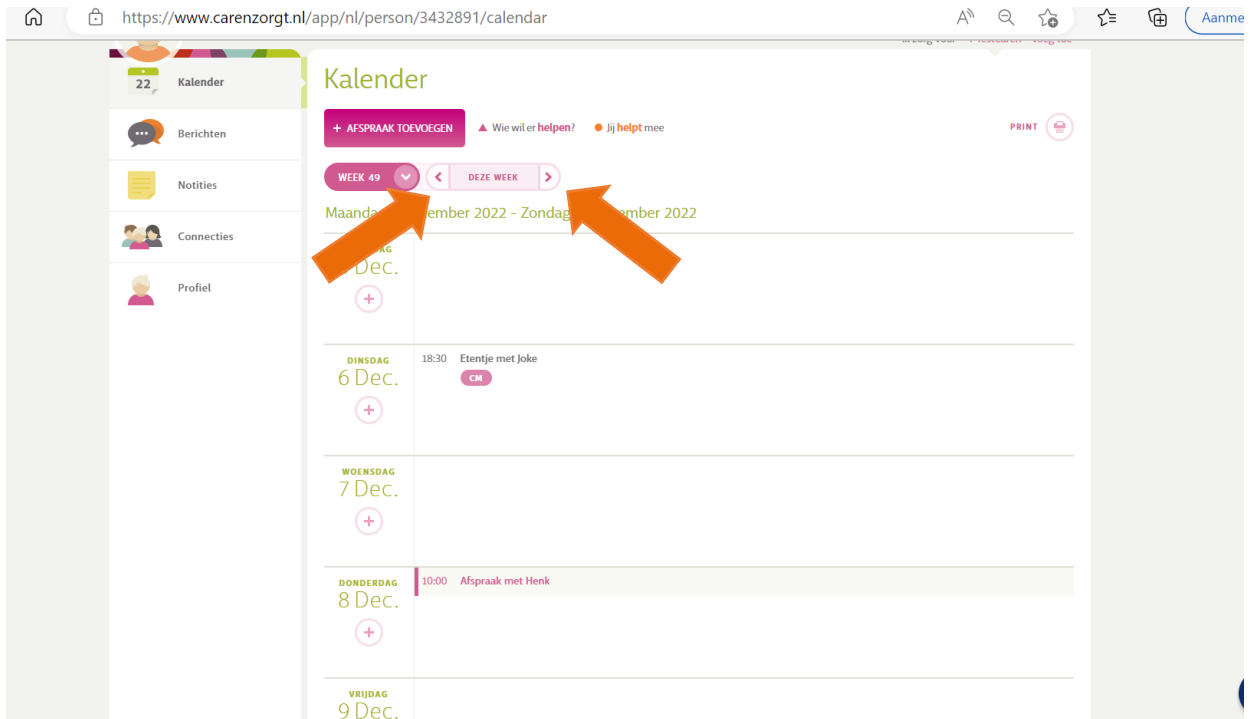 https://www.carenzorgt.nl/app/nl/person/3432891/calendar
Aanme
Kalender
22 Kalender
+ AFSPRAAK TOEVOEGEN
Wie wil er helpen?
Jij helpt mee
PRINT
Berichten
WEEK 49
DEZE WEEK
Notities
Maanda ember 2022 - Zondag ember 2022
Connecties
Dec.
Profiel
DINSDAG
6 Dec.
18:30 Etentje met Joke
CM
WOENSDAG
7 Dec.
DONDERDAG
8 Dec.
10:00 Afspraak met Henk
VRIJDAG
9 Dec.